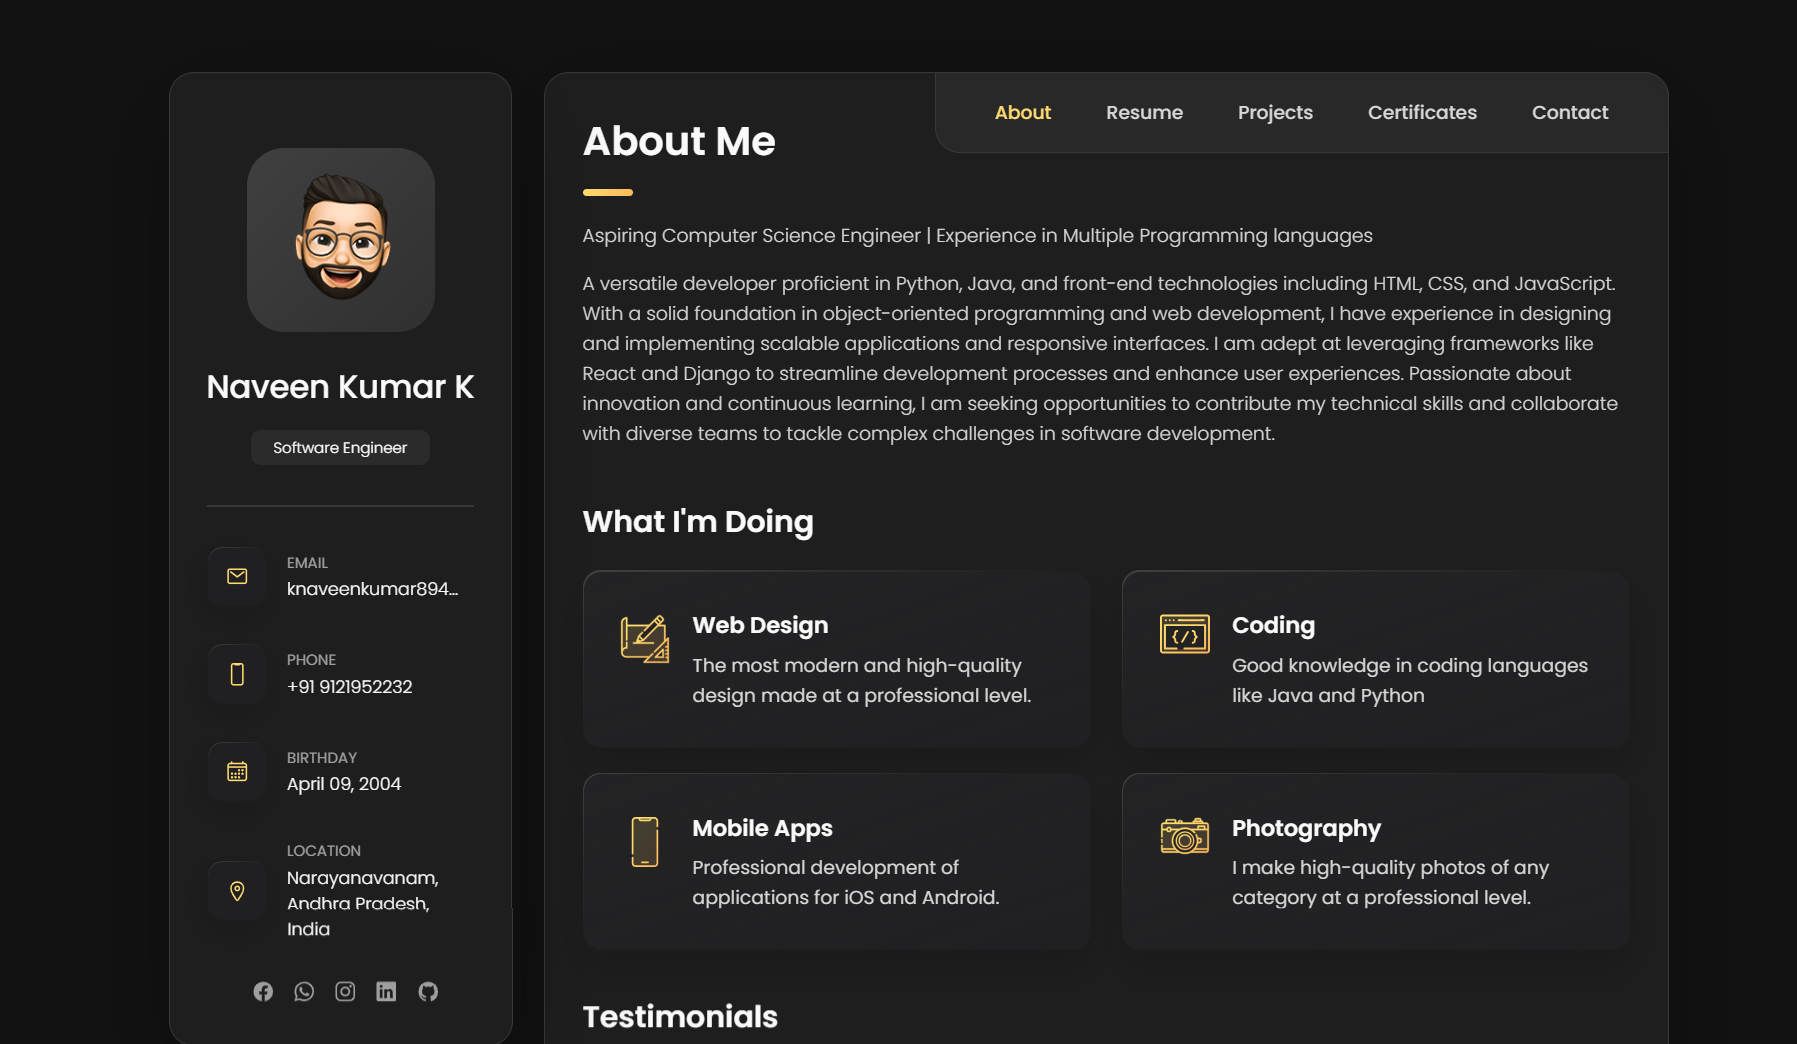 Naveen Kumar K
Software Engineer
EMAIL
knaveenkumar894...
PHONE
+91 9121952232
BIRTHDAY
April 09, 2004
LOCATION
Narayanavanam,
Andhra Pradesh,
India
About
Resume
Projects
Certificates
Contact
About Me
Aspiring Computer Science Engineer | Experience in Multiple Programming languages
A versatile developer proficient in Python, Java, and front-end technologies including HTML, CSS, and JavaScript.
With a solid foundation in object-oriented programming and web development, I have experience in designing
and implementing scalable applications and responsive interfaces. I am adept at leveraging frameworks like
React and Django to streamline development processes and enhance user experiences. Passionate about
innovation and continuous learning, I am seeking opportunities to contribute my technical skills and collaborate
with diverse teams to tackle complex challenges in software development.
What I'm Doing
Web Design
The most modern and high-quality
design made at a professional level.
Coding
Good knowledge in coding languages
like Java and Python
Mobile Apps
Professional development of
applications for iOS and Android.
Photography
I make high-quality photos of any
category at a professional level.
Testimonials